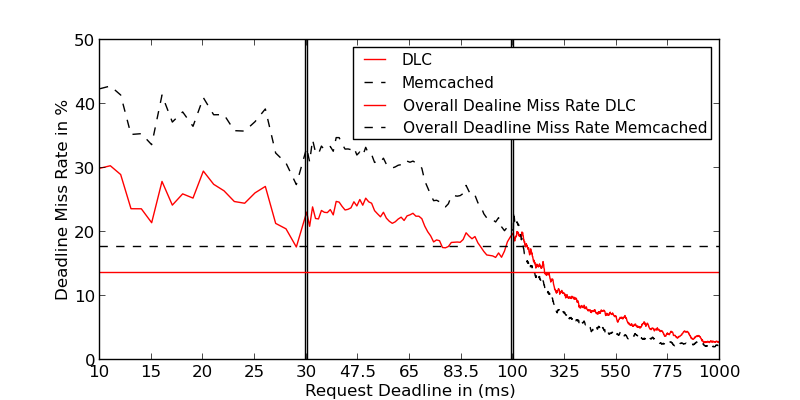 50
40
30
20
10
0
Deadline Miss Rate in %
DLC
Memcached
Overall Dealine Miss Rate DLC
Overall Deadline Miss Rate Memcached
10 15 20 25 30 47.5 65 83.5 100 325 550 775 1000
Request Deadline in (ms)